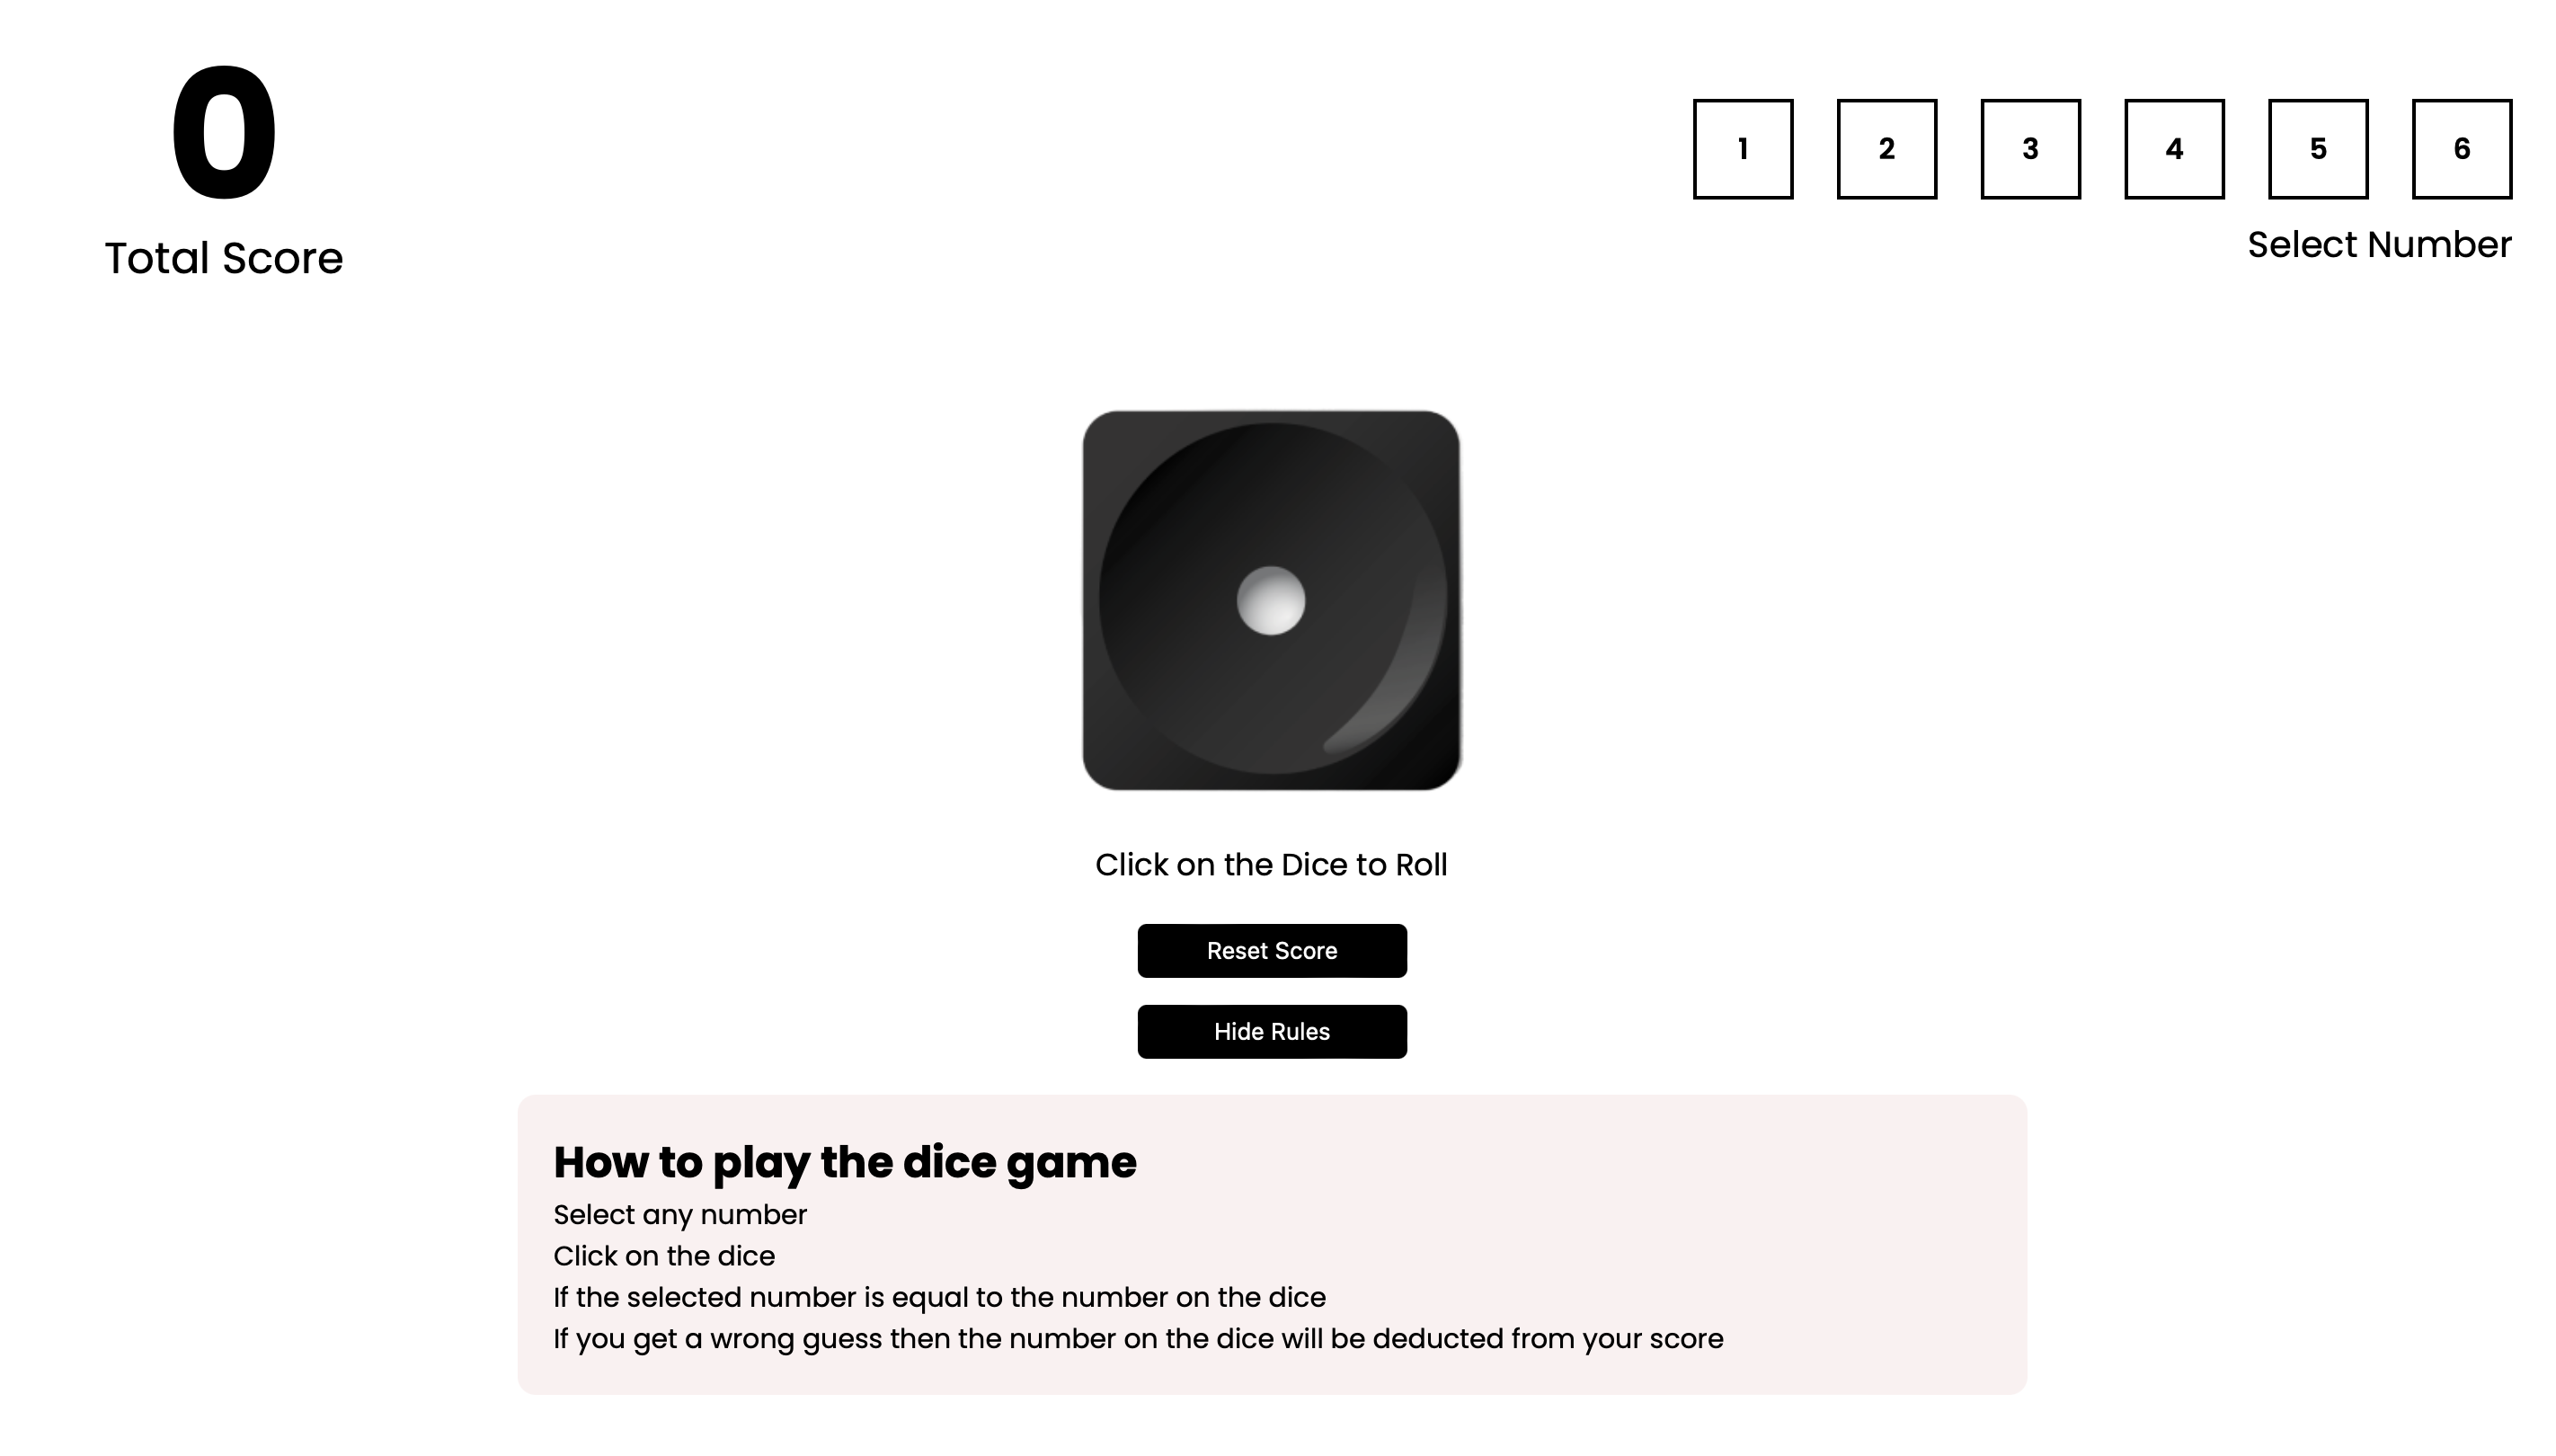 0
Total Score
1 2 3 4 5 6
Select Number
Click on the Dice to Roll
Reset Score
Hide Rules
How to play the dice game
Select any number
Click on the dice
If the selected number is equal to the number on the dice
If you get a wrong guess then the number on the dice will be deducted from your score